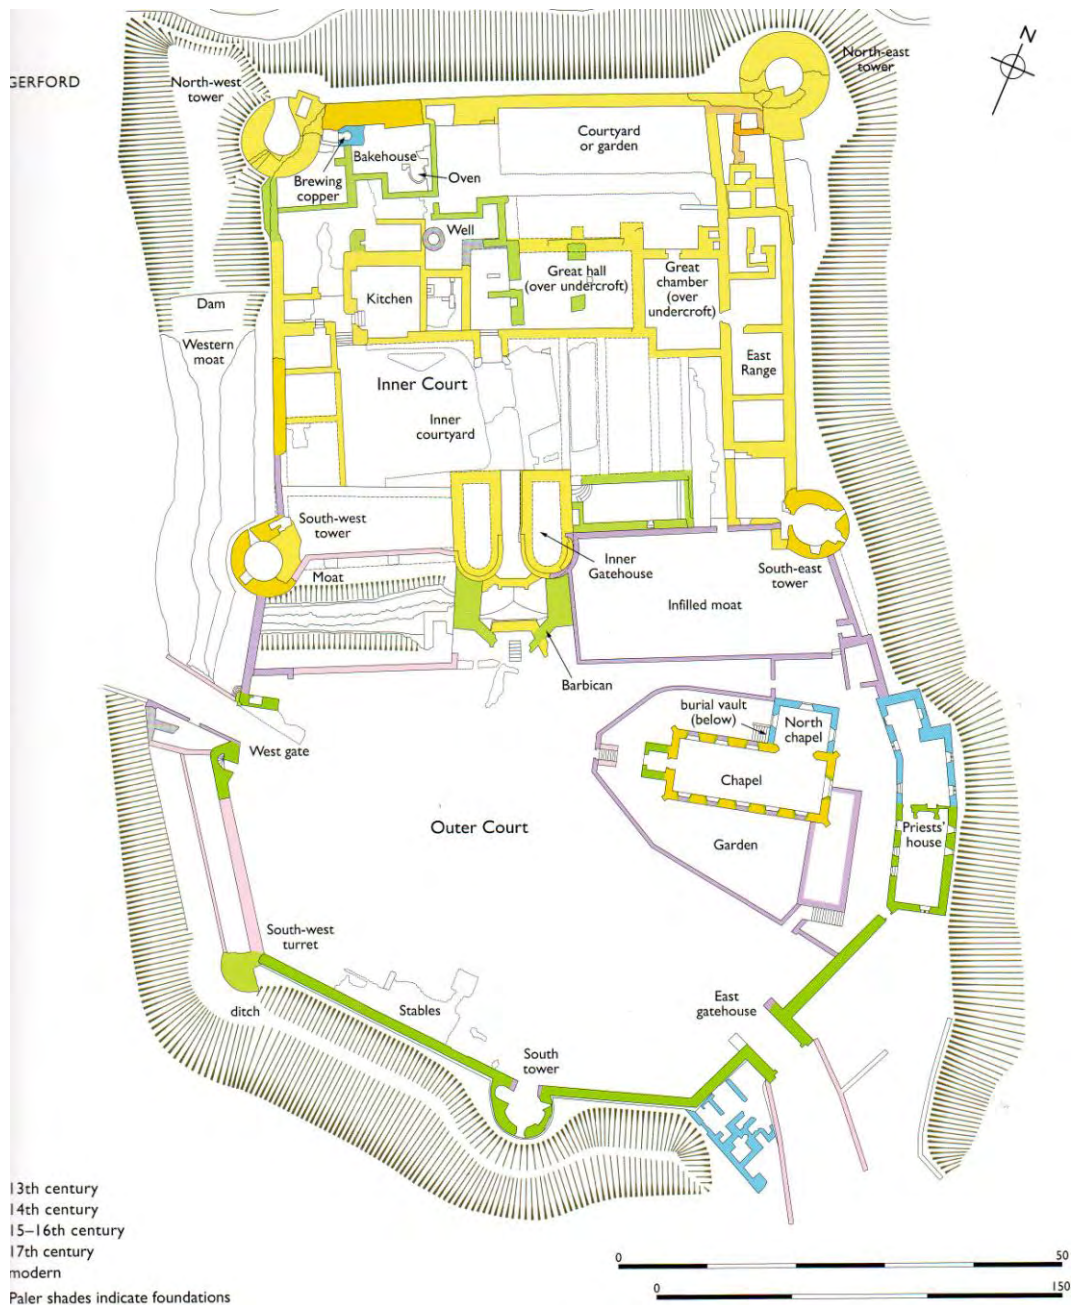 GERFORD
N
North-west
tower
North-east
tower
Courtyard
or garden
Bakehouse
Oven
Brewing
copper
Well
Great hall
(over undercroft)
Great
chamber
(over
undercroft)
Kitchen
Dam
Western
moat
East
Range
Inner Court
Inner
courtyard
South-west
tower
Moat
Inner
Gatehouse
South-east
tower
Infilled moat
Barbican
burial vault
(below)
North
chapel
West gate
Chapel
Outer Court
Garden
Priests'
house
South-west
turret
ditch
Stables
East
gatehouse
South
tower
13th century
14th century
15–16th century
17th century
modern
Paler shades indicate foundations
0 50
0 150